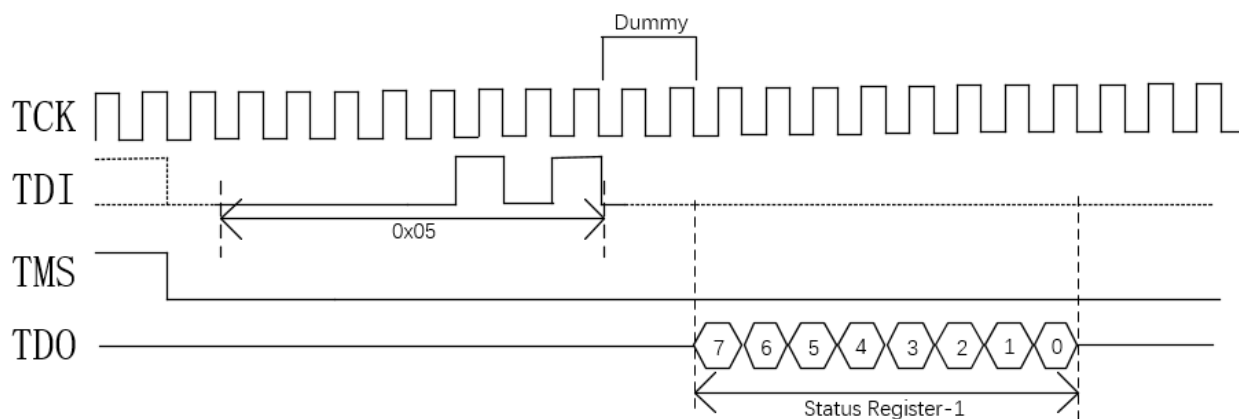 Dummy
TCK
TDI
0x05
TMS
TDO
7 6 5 4 3 2 1 0
Status Register-1